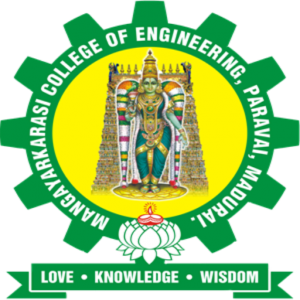 MANGAYARKARASI COLLEGE OF ENGINEERING, PARAVAI, MADURAI.
LOVE • KNOWLEDGE • WISDOM